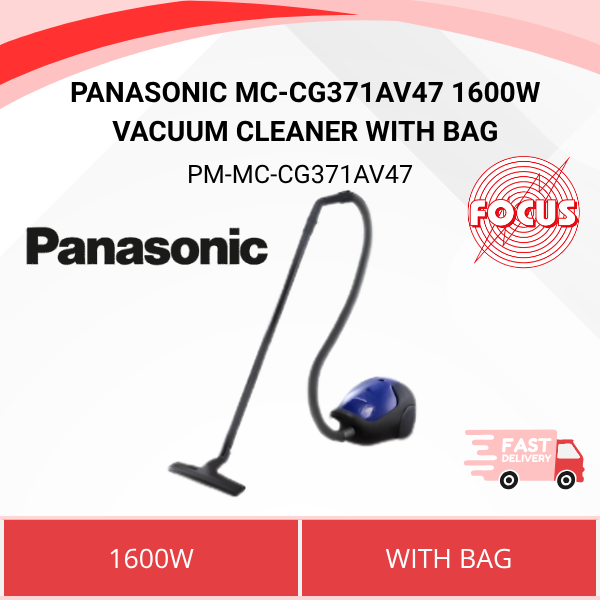 PANASONIC MC-CG371AV47 1600W
VACUUM CLEANER WITH BAG
PM-MC-CG371AV47
Panasonic
FOCUS
FAST
DELIVERY
1600W
WITH BAG